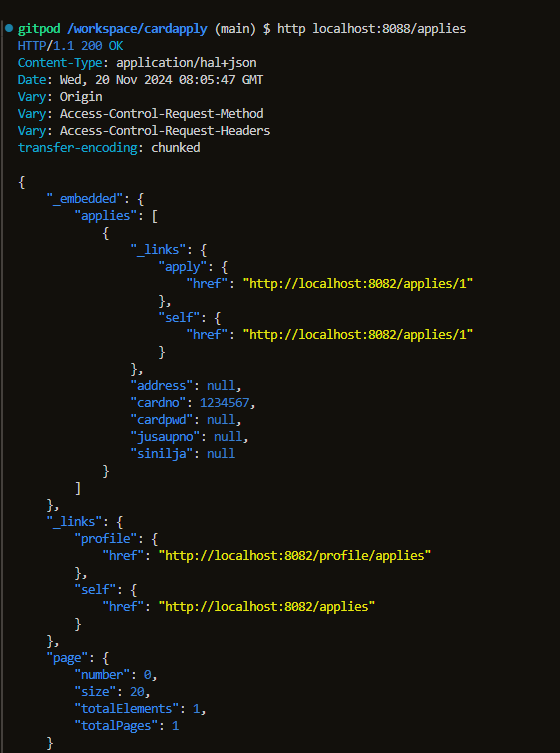 gitpod /workspace/cardapply (main) $ http localhost:8088/applies
HTTP/1.1 200 OK
Content-Type: application/hal+json
Date: Wed, 20 Nov 2024 08:05:47 GMT
Vary: Origin
Vary: Access-Control-Request-Method
Vary: Access-Control-Request-Headers
transfer-encoding: chunked

{
    "_embedded": {
        "applies": [
            {
                "_links": {
                    "apply": {
                        "href": "http://localhost:8082/applies/1"
                    },
                    "self": {
                        "href": "http://localhost:8082/applies/1"
                    }
                },
                "address": null,
                "cardno": 1234567,
                "cardpwd": null,
                "jusaupno": null,
                "sinilja": null
            }
        ]
    },
    "_links": {
        "profile": {
            "href": "http://localhost:8082/profile/applies"
        },
        "self": {
            "href": "http://localhost:8082/applies"
        }
    },
    "page": {
        "number": 0,
        "size": 20,
        "totalElements": 1,
        "totalPages": 1
    }